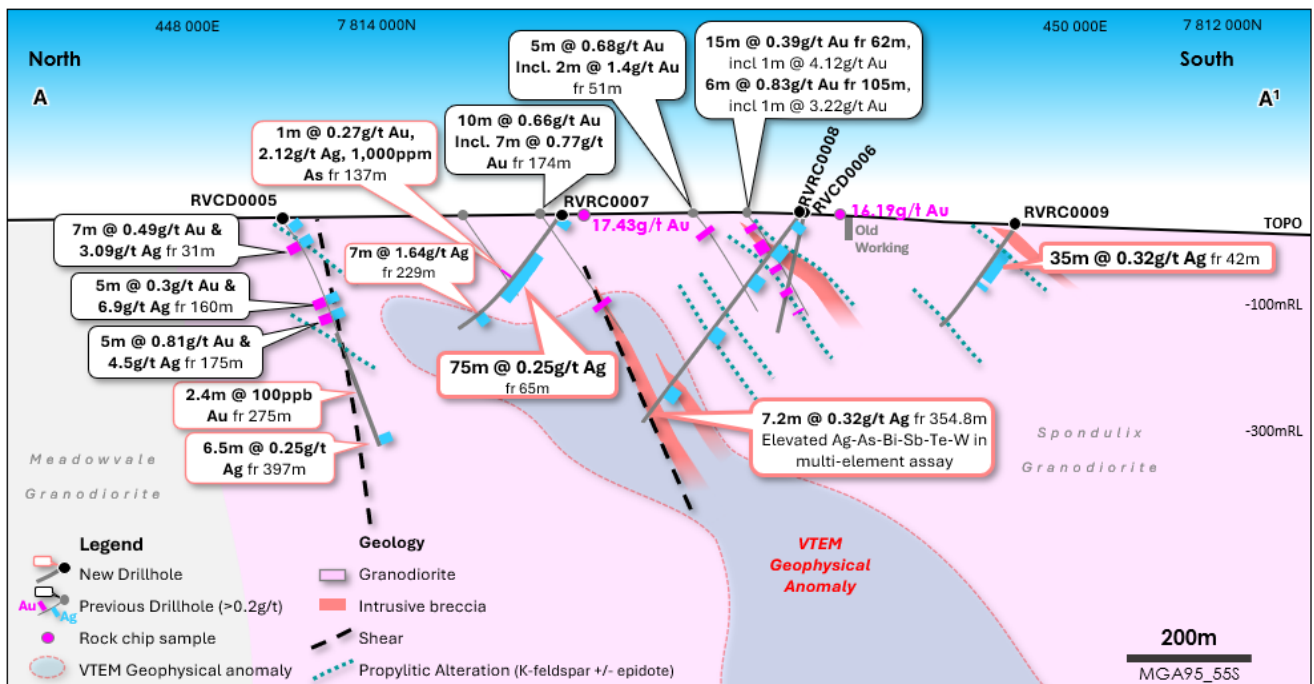 448 000E
7 814 000N
450 000E
7 812 000N
North
South
A
A¹
5m @ 0.68g/t Au
Incl. 2m @ 1.4g/t Au
fr 51m
15m @ 0.39g/t Au fr 62m,
incl 1m @ 4.12g/t Au
6m @ 0.83g/t Au fr 105m,
incl 1m @ 3.22g/t Au
10m @ 0.66g/t Au
Incl. 7m @ 0.77g/t
Au fr 174m
1m @ 0.27g/t Au,
2.12g/t Ag, 1,000ppm
As fr 137m
RVRC0008
RVCD0006
RVCD0005
RVRC0007
17.43g/t Au
16.19g/t Au
Old
Working
RVRC0009
TOPO
7m @ 0.49g/t Au &
3.09g/t Ag fr 31m
7m @ 1.64g/t Ag
fr 229m
35m @ 0.32g/t Ag fr 42m
5m @ 0.3g/t Au &
6.9g/t Ag fr 160m
-100mRL
5m @ 0.81g/t Au &
4.5g/t Ag fr 175m
75m @ 0.25g/t Ag
fr 65m
2.4m @ 100ppb
Au fr 275m
7.2m @ 0.32g/t Ag fr 354.8m
Elevated Ag-As-Bi-Sb-Te-W in
multi-element assay
6.5m @ 0.25g/t
Ag fr 397m
-300mRL
Meadowvale
Granodiorite
Spondulix
Granodiorite
VTEM
Geophysical
Anomaly
Legend
New Drillhole
Au
Ag
Previous Drillhole (>0.2g/t)
Rock chip sample
VTEM Geophysical anomaly
Geology
Granodiorite
Intrusive breccia
Shear
Propylitic Alteration (K-feldspar +/- epidote)
200m
MGA95_55S